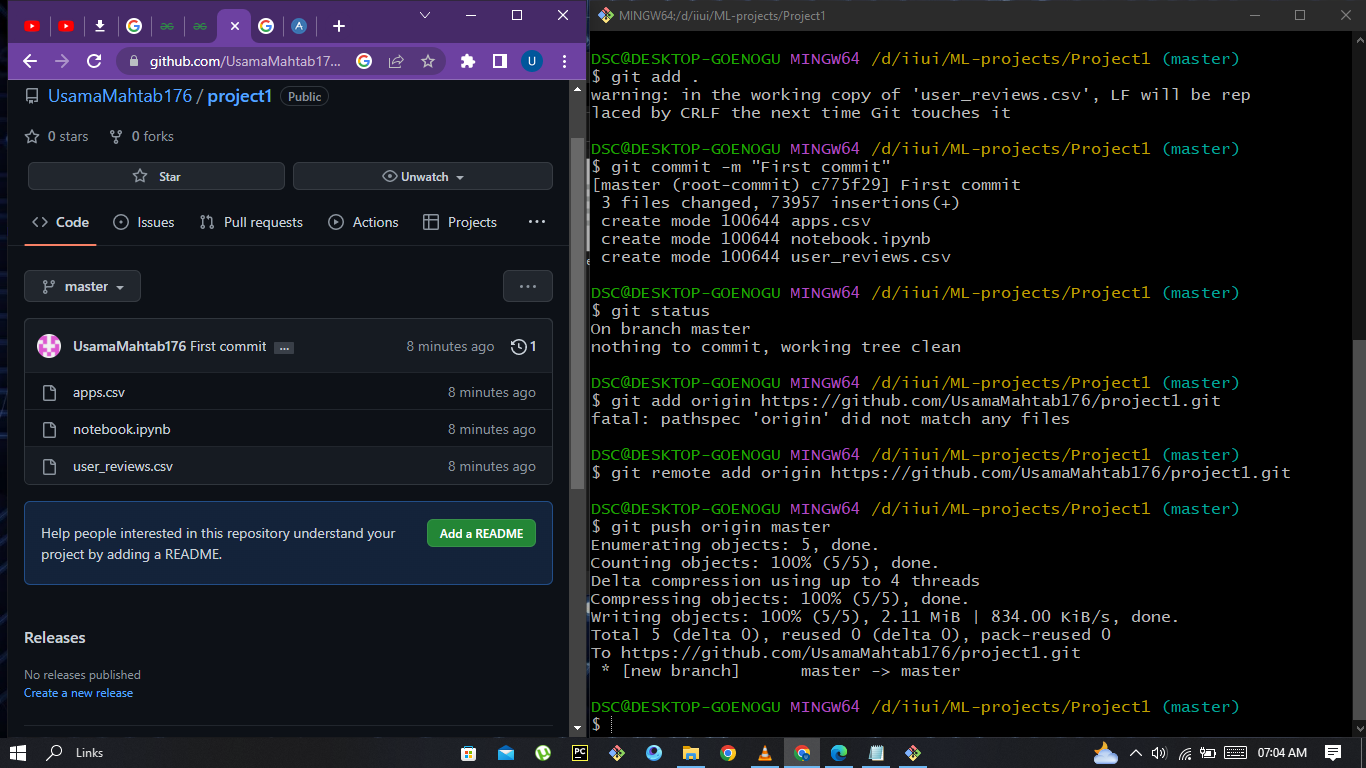 github.com/UsamaMahtab17...
U
UsamaMahtab176 / project1 Public
0 stars 0 forks
Star
Unwatch
Code Issues Pull requests Actions Projects ...
master
...
UsamaMahtab176 First commit ... 8 minutes ago 1
apps.csv 8 minutes ago
notebook.ipynb 8 minutes ago
user_reviews.csv 8 minutes ago
Help people interested in this repository understand your
project by adding a README.
Add a README
Releases
No releases published
Create a new release
MINGW64:/d/iiui/ML-projects/Project1
DSC@DESKTOP-GOENOGU MINGW64 /d/iiui/ML-projects/Project1 (master)
$ git add .
warning: in the working copy of 'user_reviews.csv', LF will be rep
laced by CRLF the next time Git touches it
DSC@DESKTOP-GOENOGU MINGW64 /d/iiui/ML-projects/Project1 (master)
$ git commit -m "First commit"
[master (root-commit) c775f29] First commit
3 files changed, 73957 insertions(+)
create mode 100644 apps.csv
create mode 100644 notebook.ipynb
create mode 100644 user_reviews.csv
DSC@DESKTOP-GOENOGU MINGW64 /d/iiui/ML-projects/Project1 (master)
$ git status
On branch master
nothing to commit, working tree clean
DSC@DESKTOP-GOENOGU MINGW64 /d/iiui/ML-projects/Project1 (master)
$ git add origin https://github.com/UsamaMahtab176/project1.git
fatal: pathspec 'origin' did not match any files
DSC@DESKTOP-GOENOGU MINGW64 /d/iiui/ML-projects/Project1 (master)
$ git remote add origin https://github.com/UsamaMahtab176/project1.git
DSC@DESKTOP-GOENOGU MINGW64 /d/iiui/ML-projects/Project1 (master)
$ git push origin master
Enumerating objects: 5, done.
Counting objects: 100% (5/5), done.
Delta compression using up to 4 threads
Compressing objects: 100% (5/5), done.
Writing objects: 100% (5/5), 2.11 MiB | 834.00 KiB/s, done.
Total 5 (delta 0), reused 0 (delta 0), pack-reused 0
To https://github.com/UsamaMahtab176/project1.git
* [new branch] master -> master
DSC@DESKTOP-GOENOGU MINGW64 /d/iiui/ML-projects/Project1 (master)
$
Links
PC
07:04 AM